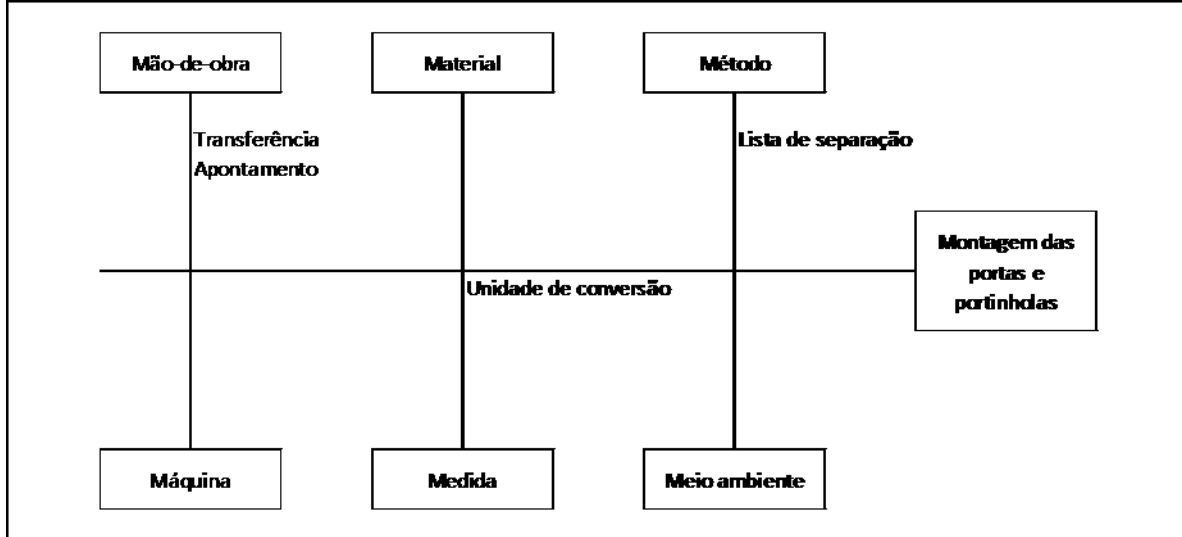 Mão-de-obra
Material
Método
Transferência
Apontamento
Lista de separação
Montagem das
portas e
portinholas
Unidade de conversão
Máquina
Medida
Meio ambiente